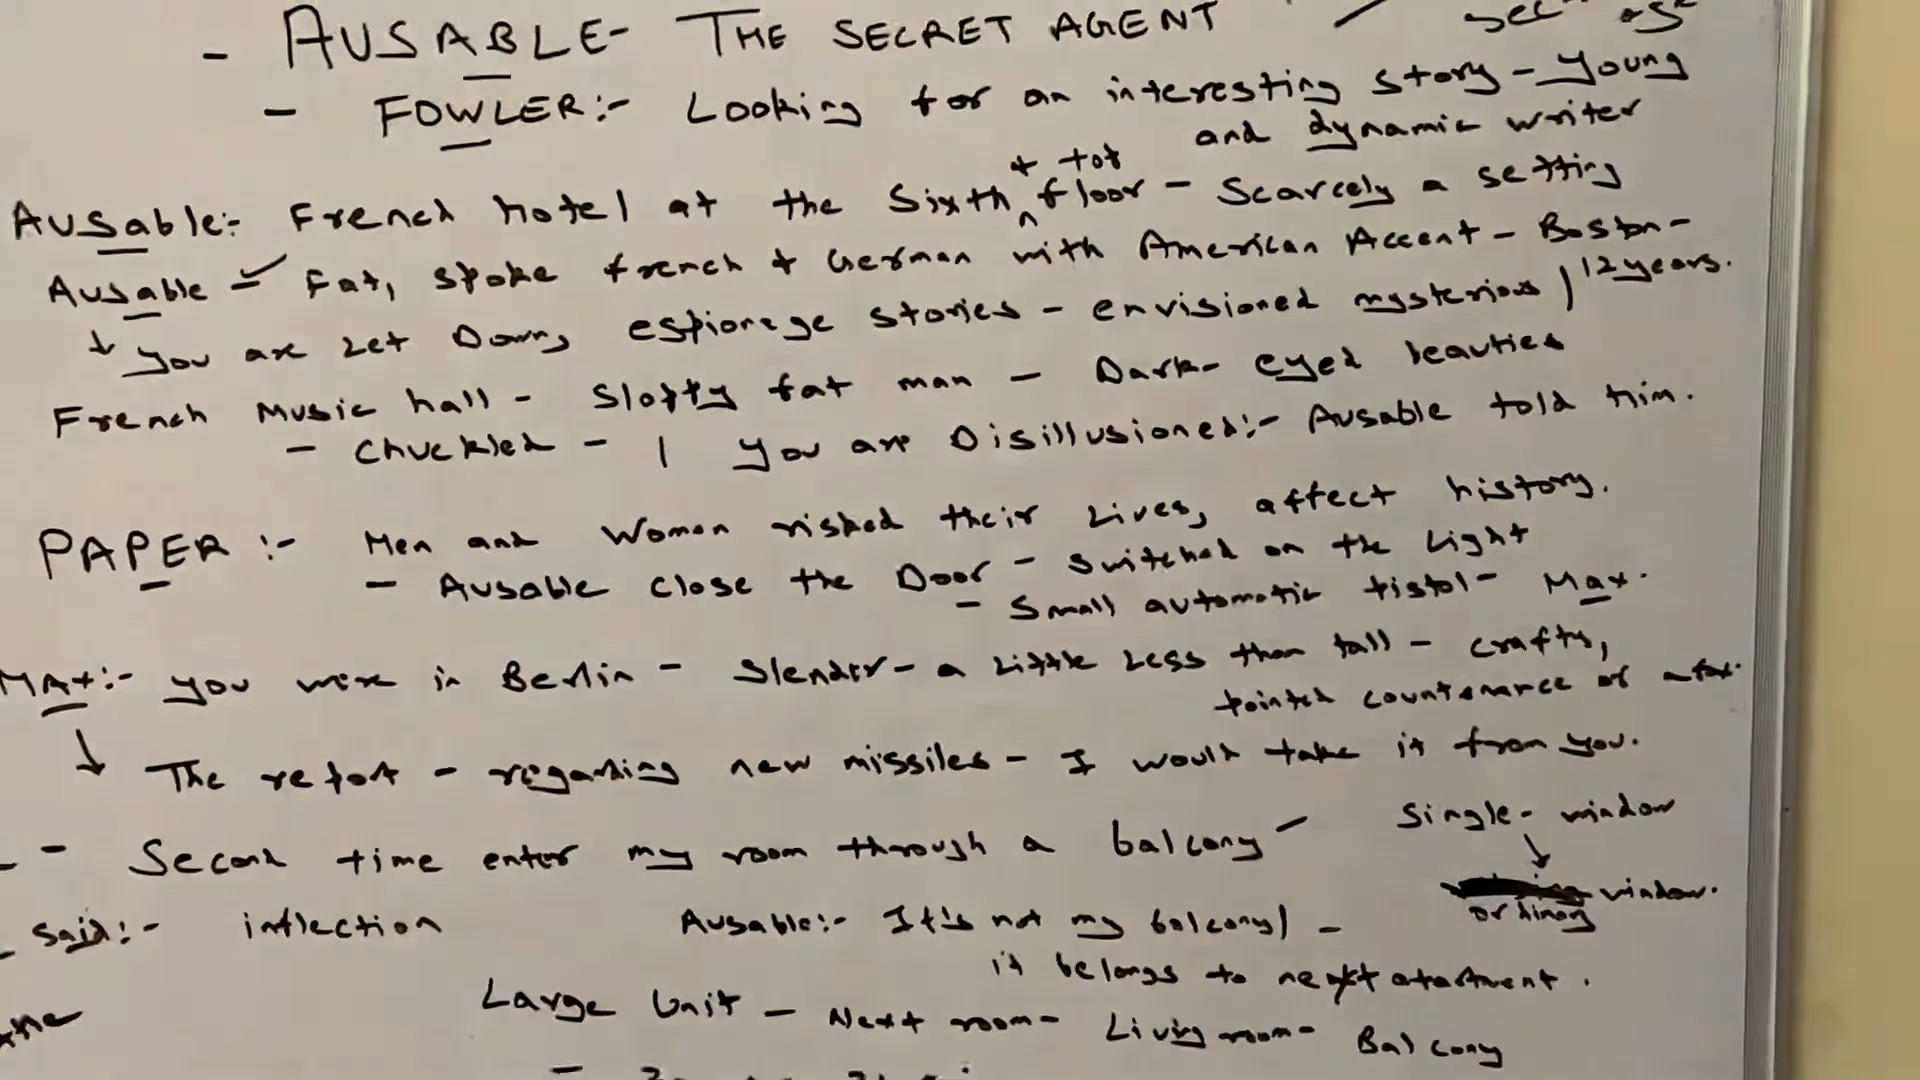 - AUSABLE - THE SECRET AGENT
- FOWLER:- Looking for an interesting story - young
and dynamic writer
+ top
AUSable:- French hotel at the Sixth ^ floor - Scarcely a setting
Ausable - Fat, spoke french & German with American Accent - Boston -
12 years.
↓ you are Let Down, espionage stories - envisioned mysterious /
French Music hall - Sloppy fat man - Dark-eyed beauties
- chuckled - / you are Disillusioned:- Ausable told him.
PAPER :- Men and Women risked their Lives, affect history.
- Ausable close the Door - switched on the Light
- Small automatic pistol - Max.
MAX:- you were in Berlin - Slender - a Little Less than tall - crafty,
pointed countenance of a fox.
↓ The report - regarding new missiles - I would take it from you.
- - Second time enter my room through a balcony - Single - window
↓
ordinary window.
said:- inflection Ausable:- It's not my balcony / -
it belongs to next apartment.
Large Unit - Next room - Living room - Balcony